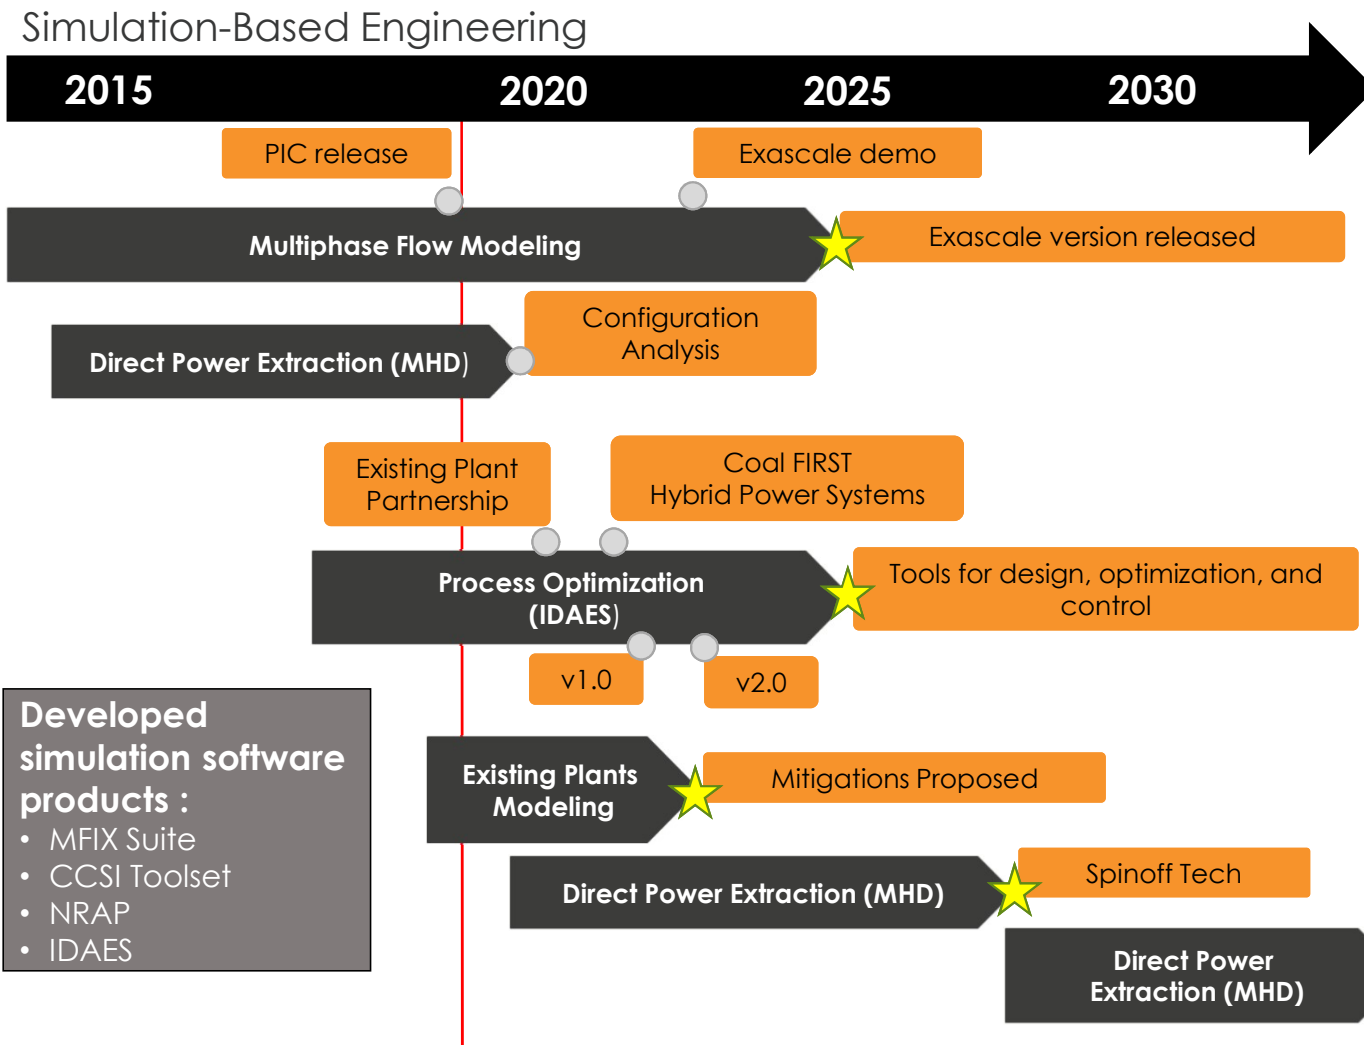 Simulation-Based Engineering
2015 2020 2025 2030
PIC release
Exascale demo
Multiphase Flow Modeling
Exascale version released
Configuration
Analysis
Direct Power Extraction (MHD)
Existing Plant
Partnership
Coal FIRST
Hybrid Power Systems
Process Optimization
(IDAES)
Tools for design, optimization, and
control
v1.0
v2.0
Developed
simulation software
products :
• MFIX Suite
• CCSI Toolset
• NRAP
• IDAES
Existing Plants
Modeling
Mitigations Proposed
Direct Power Extraction (MHD)
Spinoff Tech
Direct Power
Extraction (MHD)